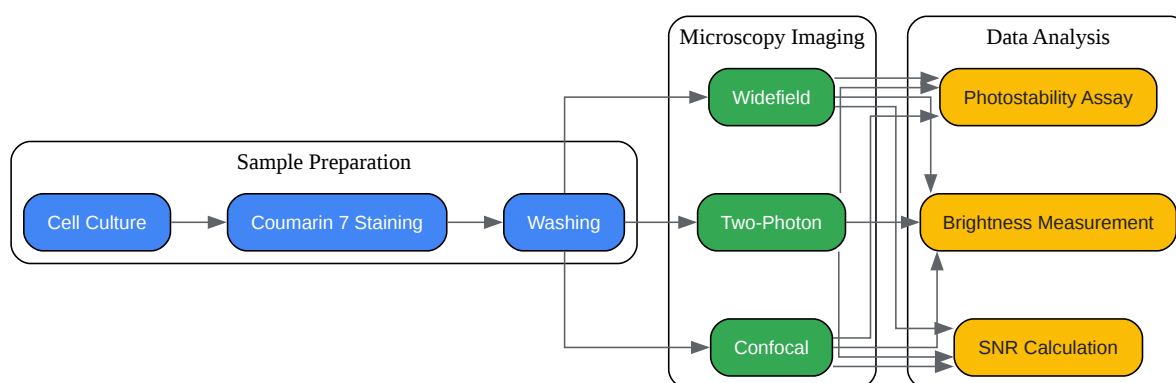 Sample Preparation
Cell Culture
Coumarin 7 Staining
Washing
Microscopy Imaging
Widefield
Two-Photon
Confocal
Data Analysis
Photostability Assay
Brightness Measurement
SNR Calculation